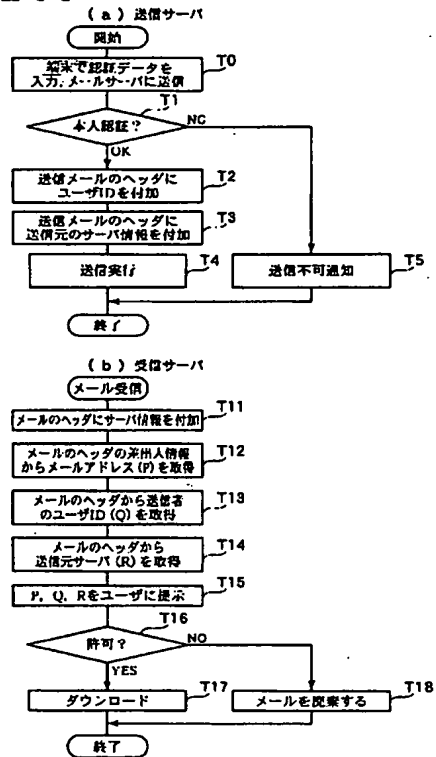 (a) 送信サーバ
開始
端末で認証データを
入力，メールサーバに送信
T0
T1
本人認証？
NG
OK
送信メールのヘッダに
ユーザIDを付加
T2
送信メールのヘッダに
送信元のサーバ情報を付加
T3
送信実行
T4
送信不可通知
T5
終了
(b) 受信サーバ
メール受信
メールのヘッダにサーバ情報を付加
T11
メールのヘッダの差出人情報
からメールアドレス(P)を取得
T12
メールのヘッダから送信者
のユーザID(Q)を取得
T13
メールのヘッダから
送信元サーバ(R)を取得
T14
P，Q，Rをユーザに提示
T15
T16
許可？
NO
YES
ダウンロード
T17
メールを廃棄する
T18
終了